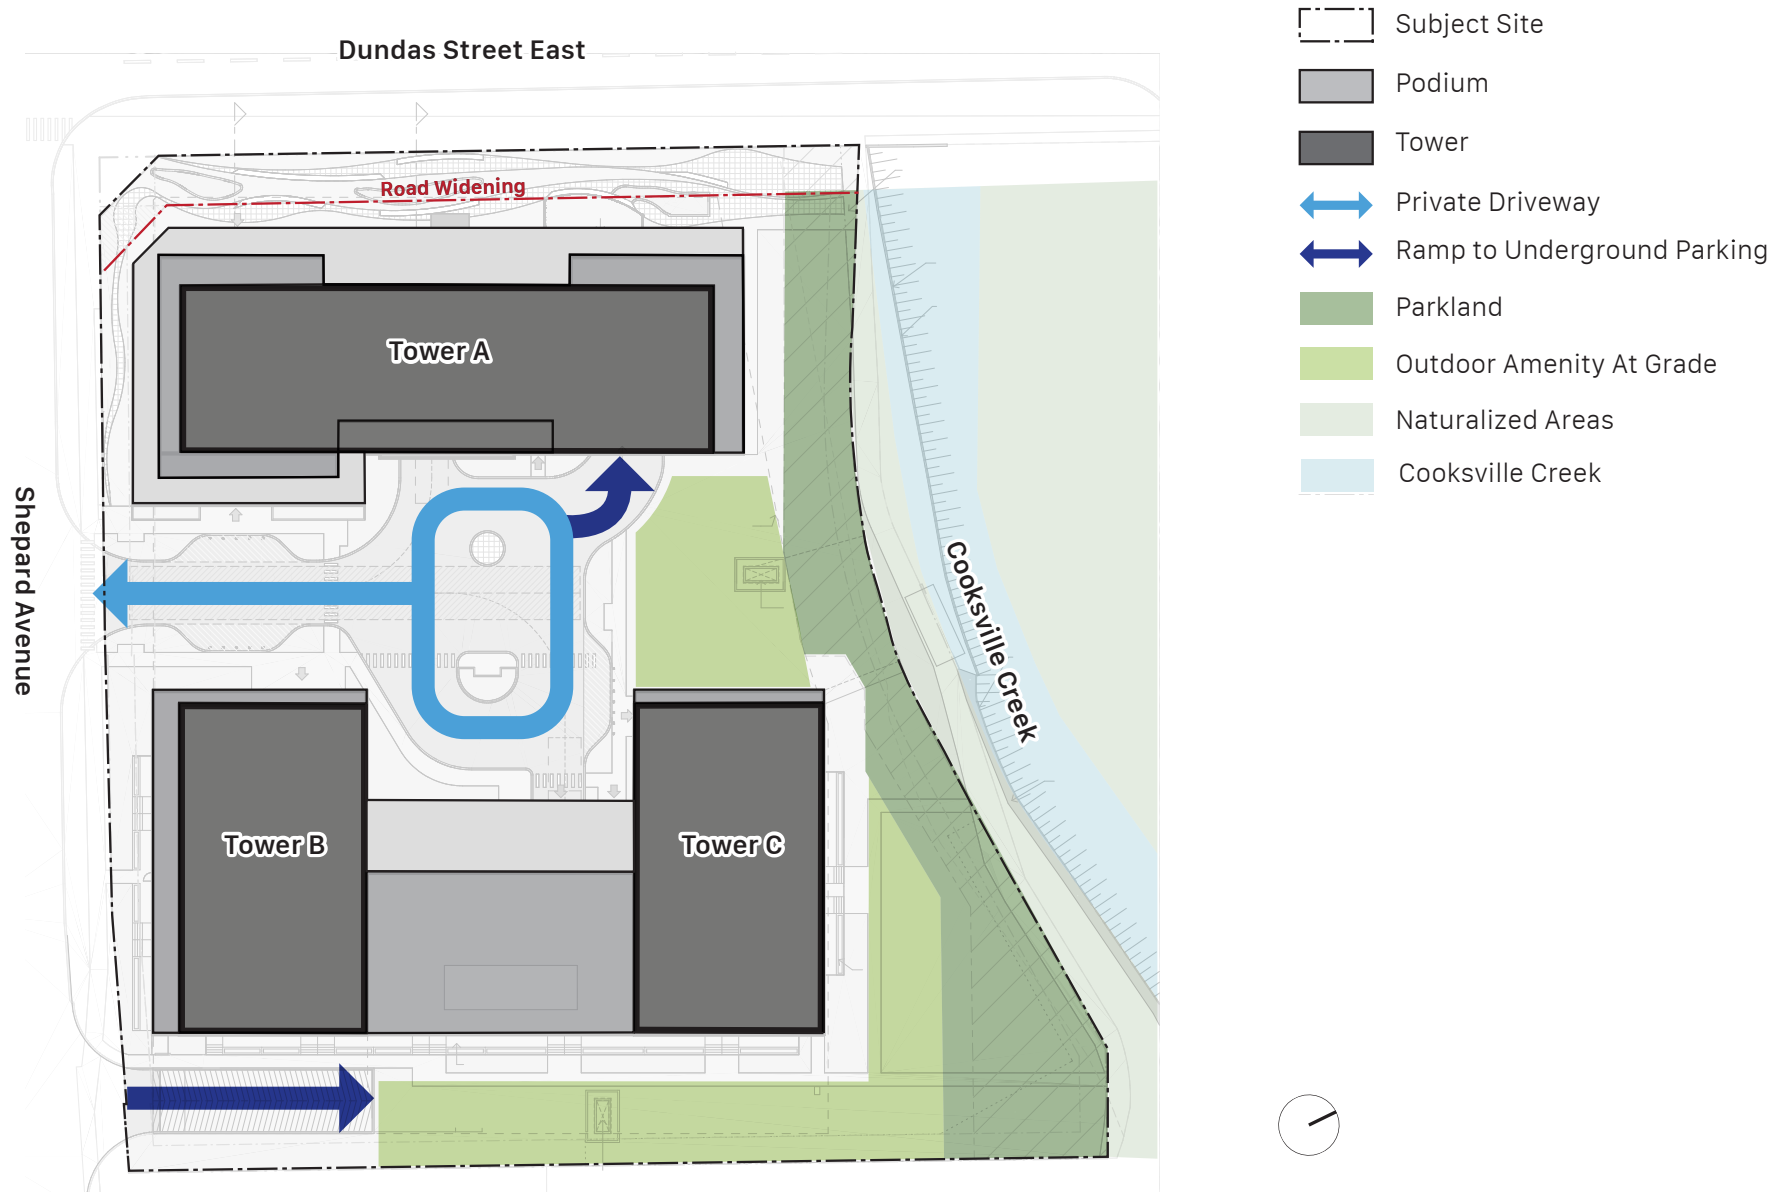 Dundas Street East
Road Widening
Tower A
Shepard Avenue
Cooksville Creek
Tower B
Tower C
Subject Site
Podium
Tower
Private Driveway
Ramp to Underground Parking
Parkland
Outdoor Amenity At Grade
Naturalized Areas
Cooksville Creek